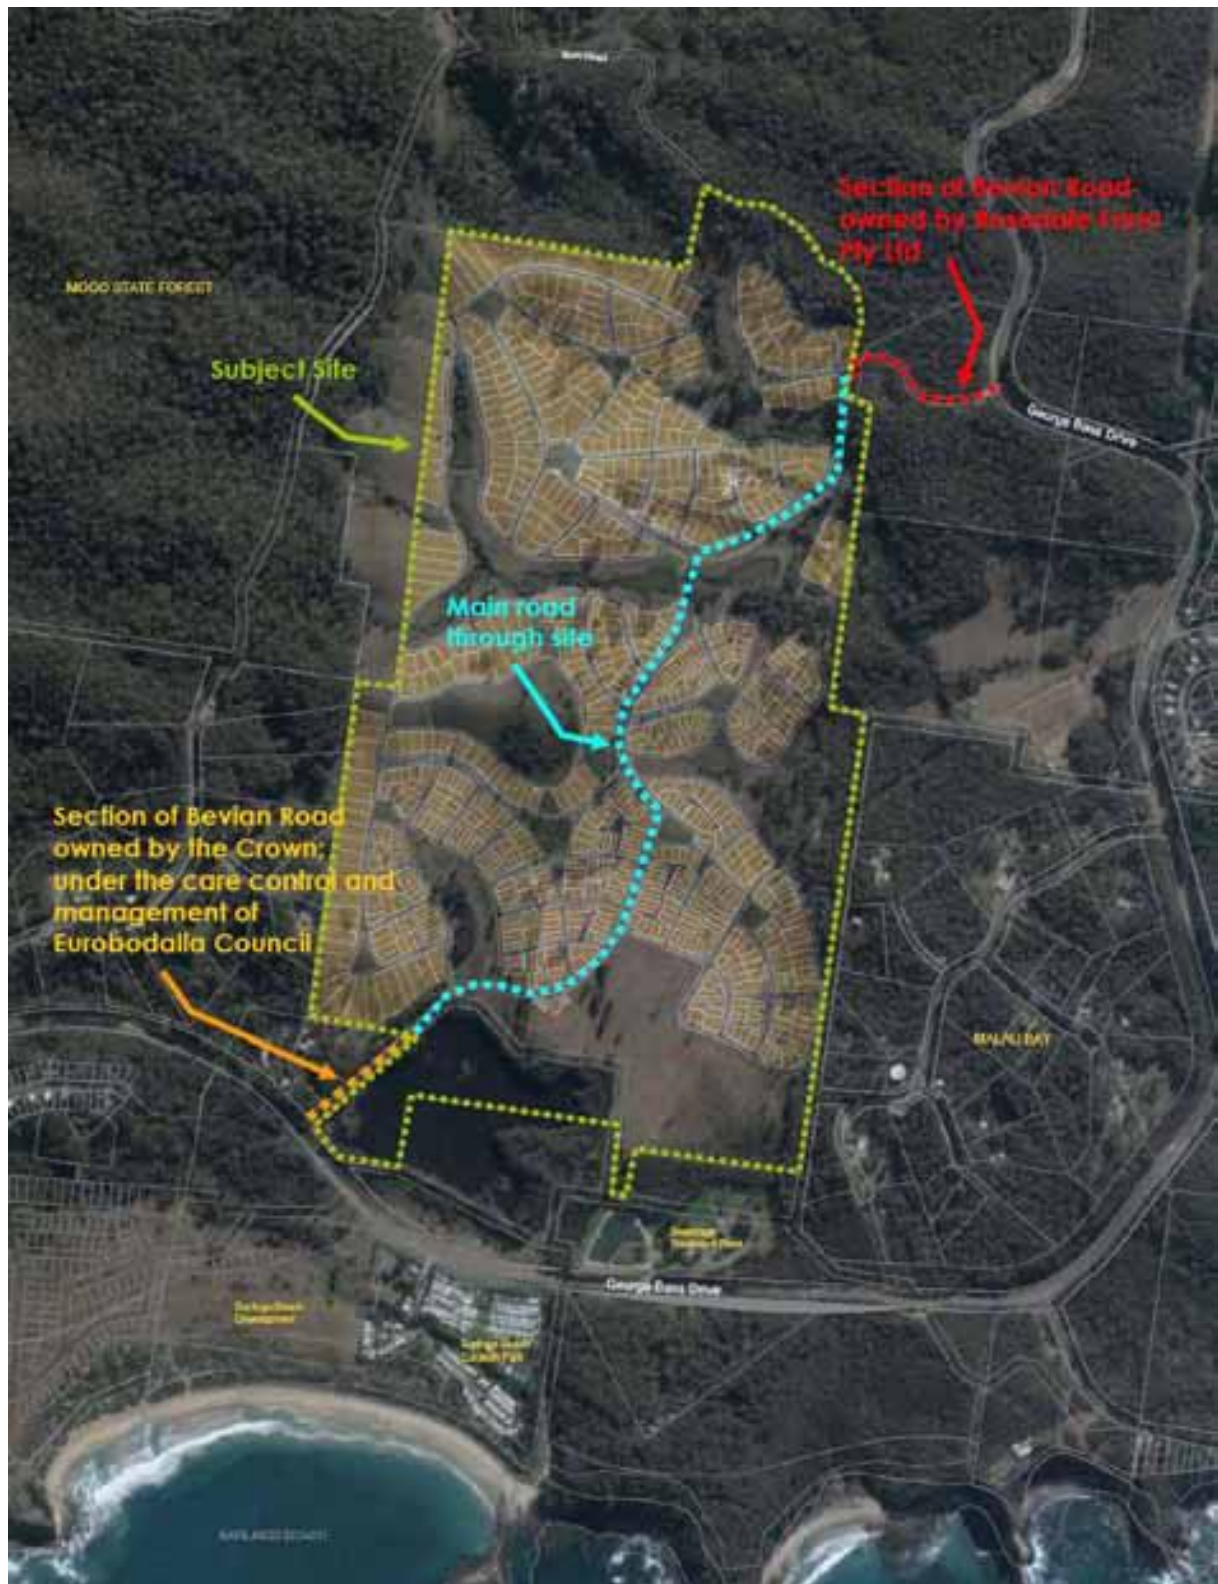 Section of Bevian Road
owned by Rosedale
Pty Ltd
MOGO STATE FOREST
Subject Site
George Bass Drive
Main road
through site
Section of Bevian Road
owned by the Crown;
under the care control and
management of
Eurobodalla Council
MALAU BAY
George Bass Drive